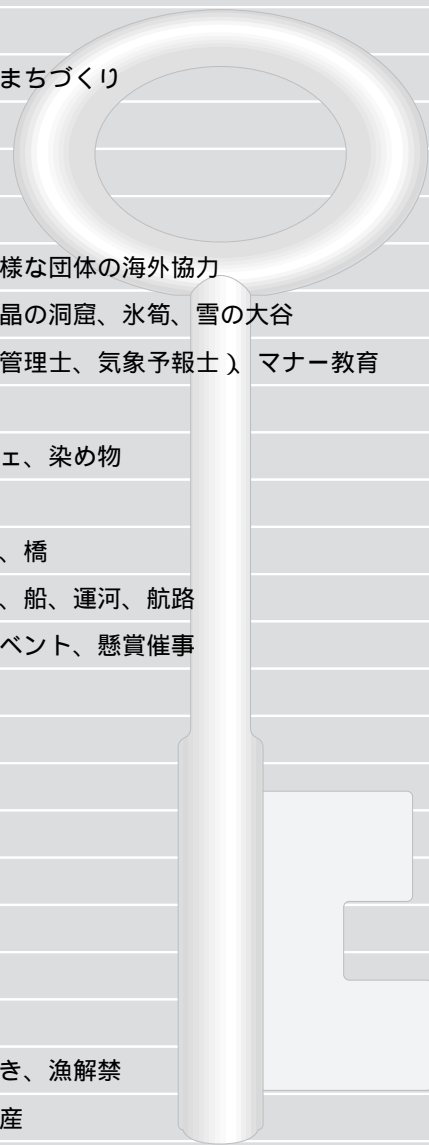 まちづくり
様な団体の海外協力
晶の洞窟、氷筍、雪の大谷
管理士、気象予報士）、マナー教育
ェ、染め物
、橋
、船、運河、航路
ベント、懸賞催事
き、漁解禁
産